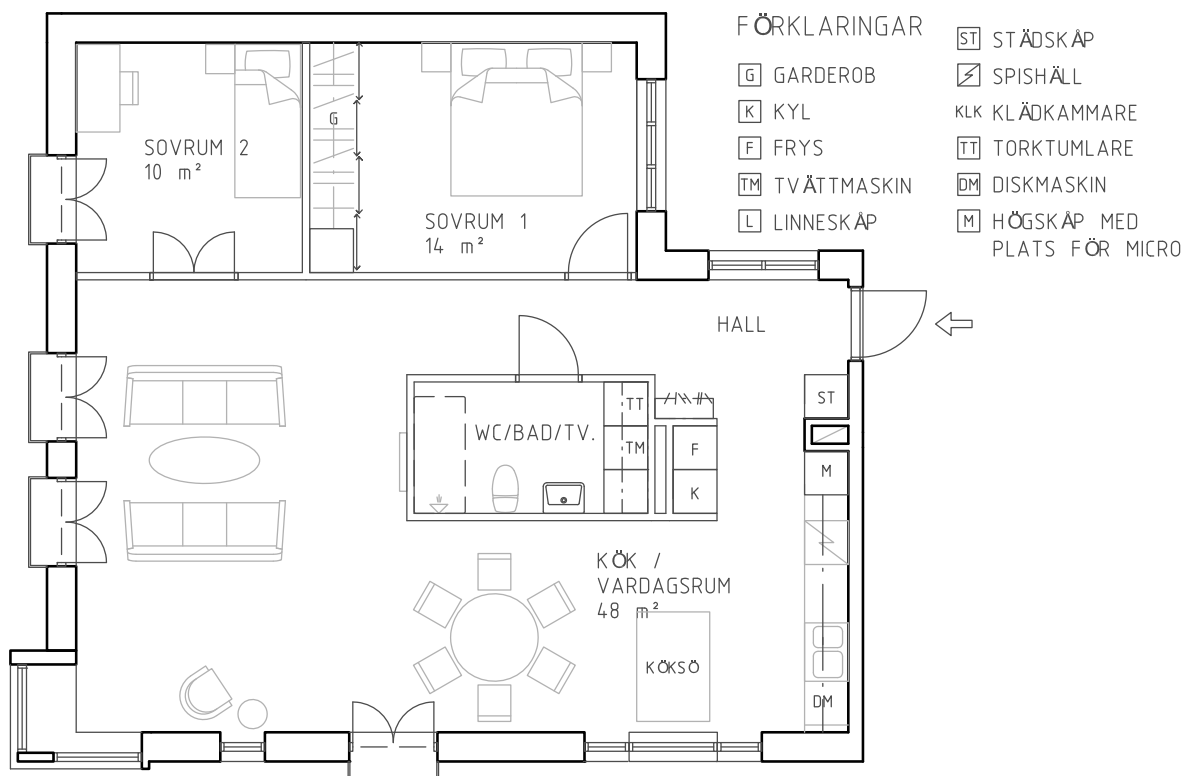 FÖRKLARINGAR
G GARDEROB
K KYL
F FRYS
TM TVÄTTMASKIN
L LINNESKÅP
ST STÄDSKÅP
SPISHÄLL
KLK KLÄDKAMMARE
TT TORKTUMLARE
DM DISKMASKIN
M HÖGSKÅP MED
PLATS FÖR MICRO
SOVRUM 2
10 m²
G
SOVRUM 1
14 m²
HALL
ST
TT
WC/BAD/TV.
TM
F
M
K
KÖK /
VARDAGSRUM
48 m²
KÖKSÖ
DM